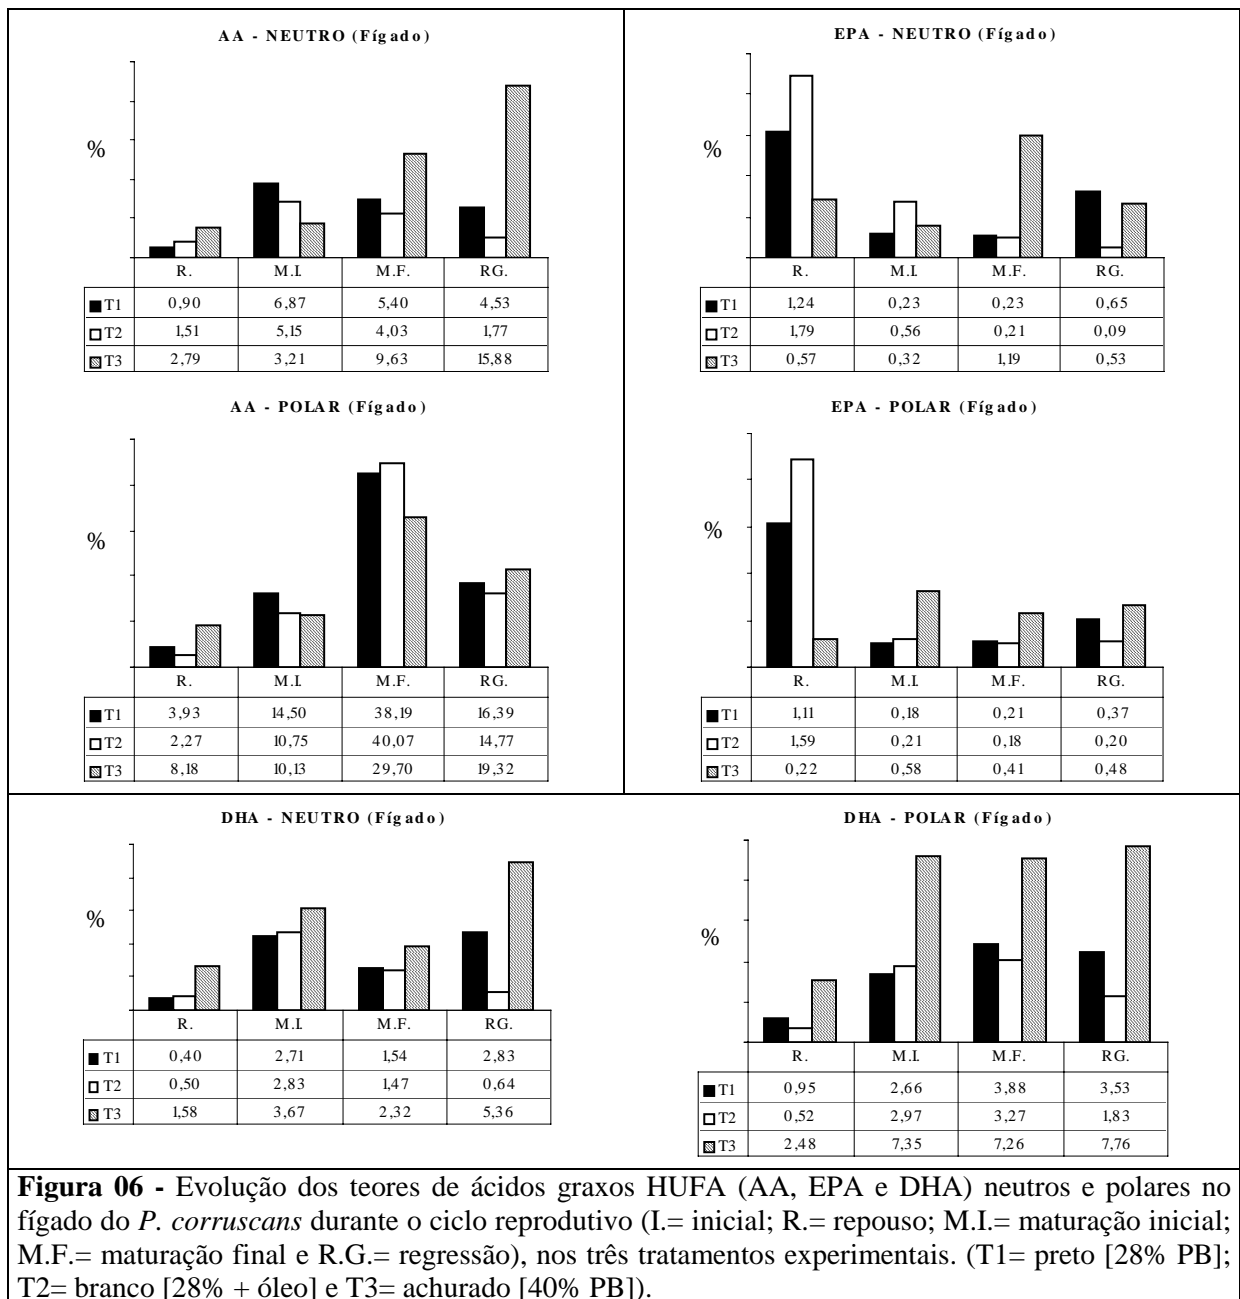 AA - NEUTRO (Fígado)
%
R. M.I. M.F. RG.
T1 0,90 6,87 5,40 4,53
T2 1,51 5,15 4,03 1,77
T3 2,79 3,21 9,63 15,88
EPA - NEUTRO (Fígado)
%
R. M.I. M.F. RG.
T1 1,24 0,23 0,23 0,65
T2 1,79 0,56 0,21 0,09
T3 0,57 0,32 1,19 0,53
AA - POLAR (Fígado)
%
R. M.I. M.F. RG.
T1 3,93 14,50 38,19 16,39
T2 2,27 10,75 40,07 14,77
T3 8,18 10,13 29,70 19,32
EPA - POLAR (Fígado)
%
R. M.I. M.F. RG.
T1 1,11 0,18 0,21 0,37
T2 1,59 0,21 0,18 0,20
T3 0,22 0,58 0,41 0,48
DHA - NEUTRO (Fígado)
%
R. M.I. M.F. RG.
T1 0,40 2,71 1,54 2,83
T2 0,50 2,83 1,47 0,64
T3 1,58 3,67 2,32 5,36
DHA - POLAR (Fígado)
%
R. M.I. M.F. RG.
T1 0,95 2,66 3,88 3,53
T2 0,52 2,97 3,27 1,83
T3 2,48 7,35 7,26 7,76
Figura 06 - Evolução dos teores de ácidos graxos HUFA (AA, EPA e DHA) neutros e polares no
fígado do P. corruscans durante o ciclo reprodutivo (I.= inicial; R.= repouso; M.I.= maturação inicial;
M.F.= maturação final e R.G.= regressão), nos três tratamentos experimentais. (T1= preto [28% PB];
T2= branco [28% + óleo] e T3= achurado [40% PB]).